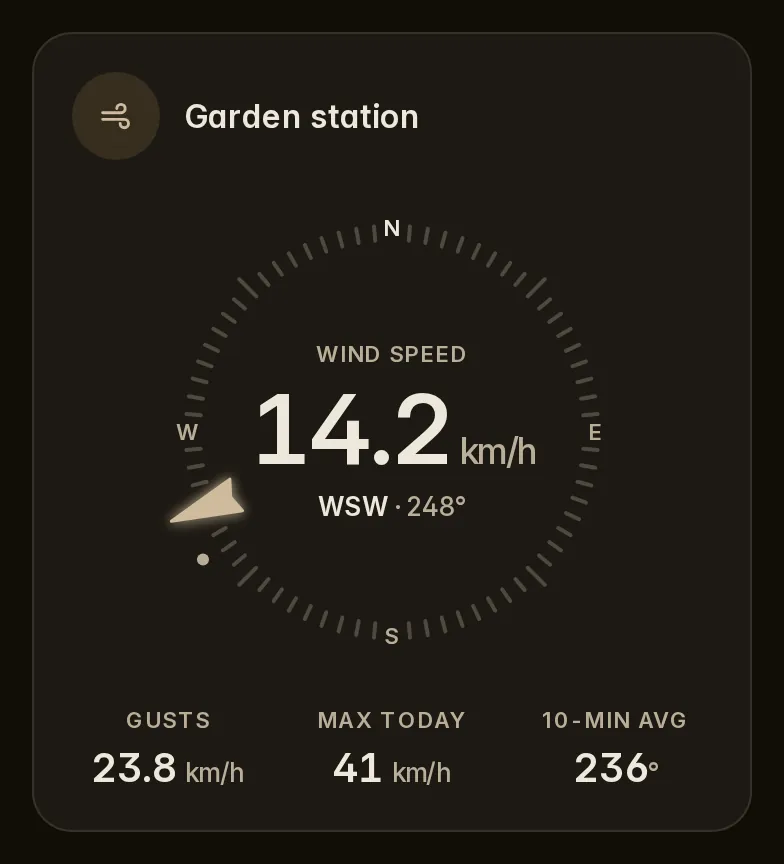 Garden station
N
WIND SPEED
W
14.2 km/h
E
WSW · 248°
S
GUSTS
MAX TODAY
10-MIN AVG
23.8 km/h
41 km/h
236°